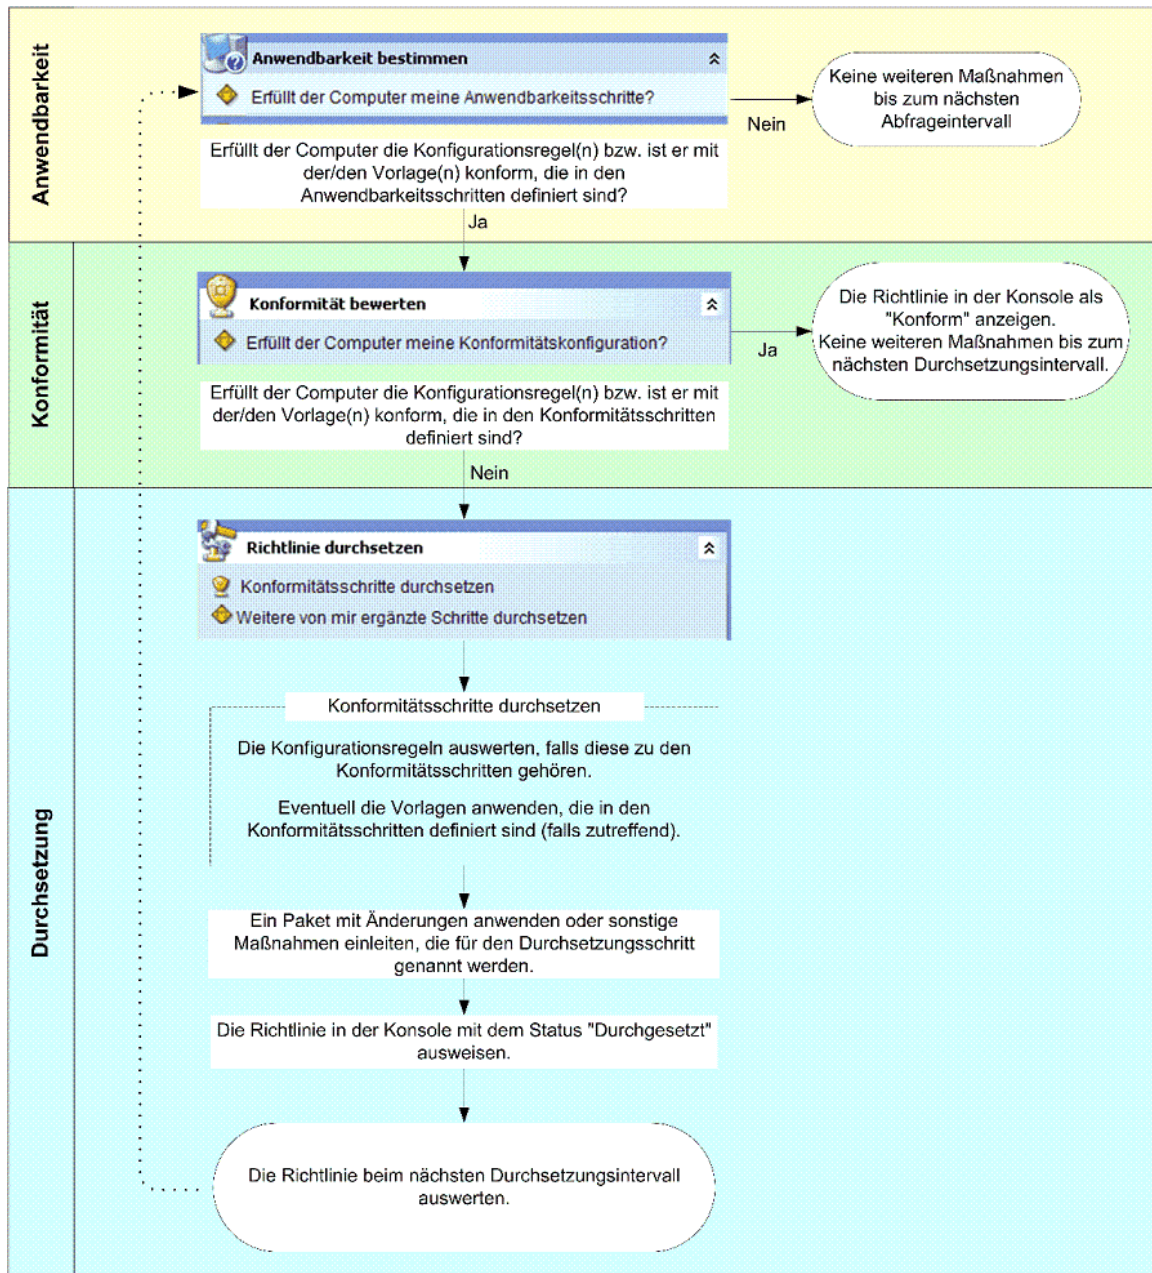 Anwendbarkeit
Anwendbarkeit bestimmen
Erfüllt der Computer meine Anwendbarkeitsschritte?
Nein
Keine weiteren Maßnahmen
bis zum nächsten
Abfrageintervall
Erfüllt der Computer die Konfigurationsregel(n) bzw. ist er mit
der/den Vorlage(n) konform, die in den
Anwendbarkeitsschritten definiert sind?
Ja
Konformität
Konformität bewerten
Erfüllt der Computer meine Konformitätskonfiguration?
Ja
Die Richtlinie in der Konsole als
"Konform" anzeigen.
Keine weiteren Maßnahmen bis zum
nächsten Durchsetzungsintervall.
Erfüllt der Computer die Konfigurationsregel(n) bzw. ist er mit
der/den Vorlage(n) konform, die in den Konformitätsschritten
definiert sind?
Nein
Durchsetzung
Richtlinie durchsetzen
Konformitätsschritte durchsetzen
Weitere von mir ergänzte Schritte durchsetzen
Konformitätsschritte durchsetzen
Die Konfigurationsregeln auswerten, falls diese zu den
Konformitätsschritten gehören.
Eventuell die Vorlagen anwenden, die in den
Konformitätsschritten definiert sind (falls zutreffend).
Ein Paket mit Änderungen anwenden oder sonstige
Maßnahmen einleiten, die für den Durchsetzungsschritt
genannt werden.
Die Richtlinie in der Konsole mit dem Status "Durchgesetzt"
ausweisen.
Die Richtlinie beim nächsten Durchsetzungsintervall
auswerten.